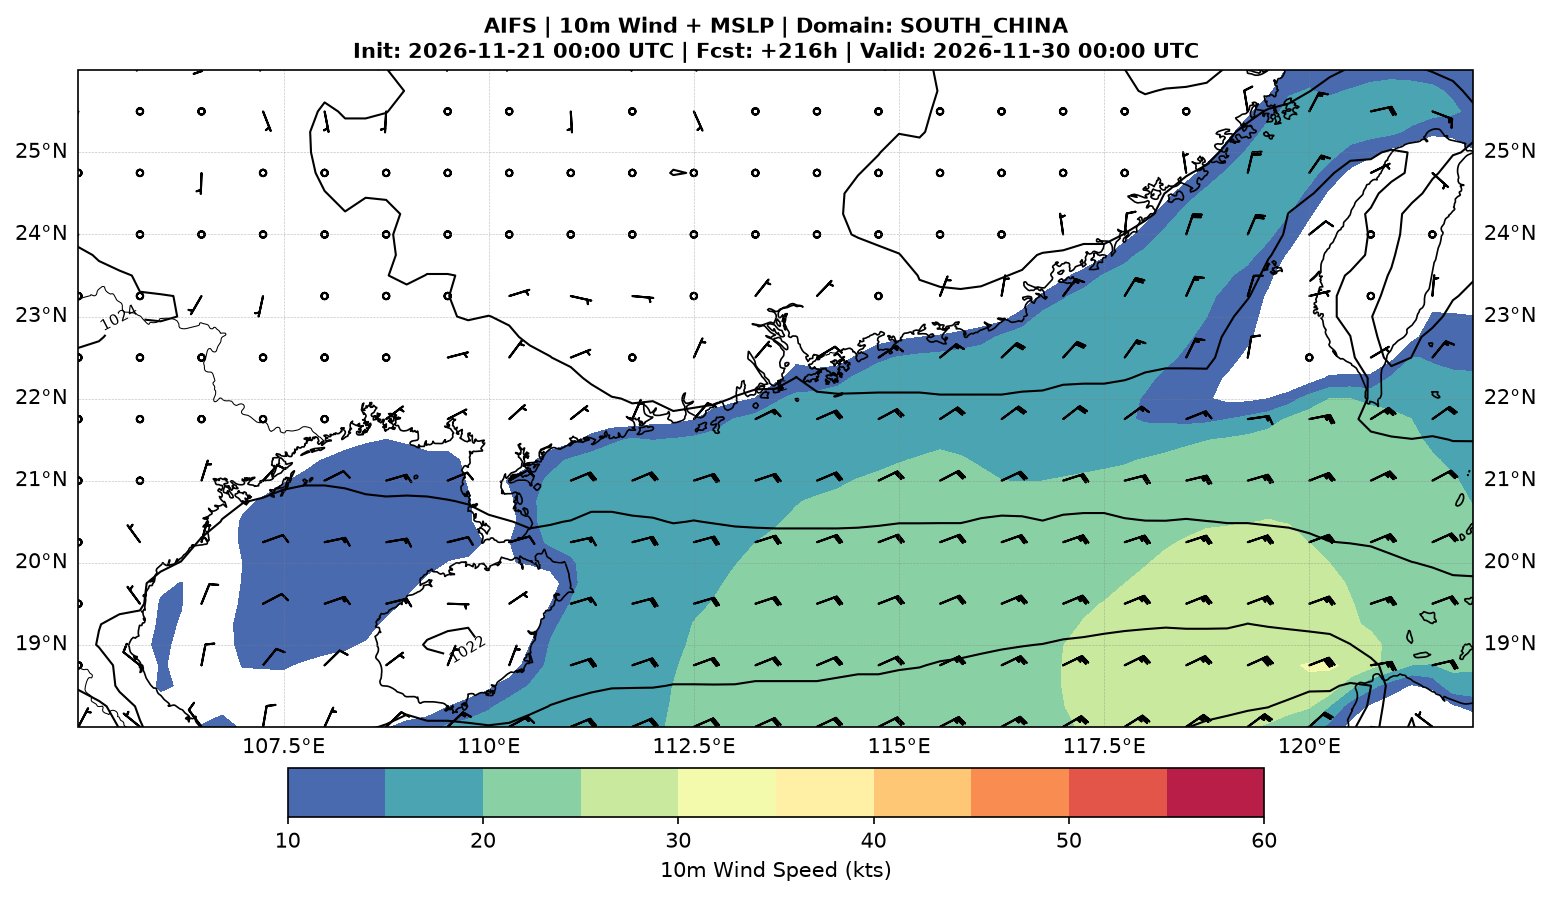 AIFS | 10m Wind + MSLP | Domain: SOUTH_CHINA
Init: 2026-11-21 00:00 UTC | Fcst: +216h | Valid: 2026-11-30 00:00 UTC
25°N 25°N
24°N 24°N
1024
23°N 23°N
22°N 22°N
21°N 21°N
20°N 20°N
19°N 1022 19°N
107.5°E 110°E 112.5°E 115°E 117.5°E 120°E
10 20 30 40 50 60
10m Wind Speed (kts)